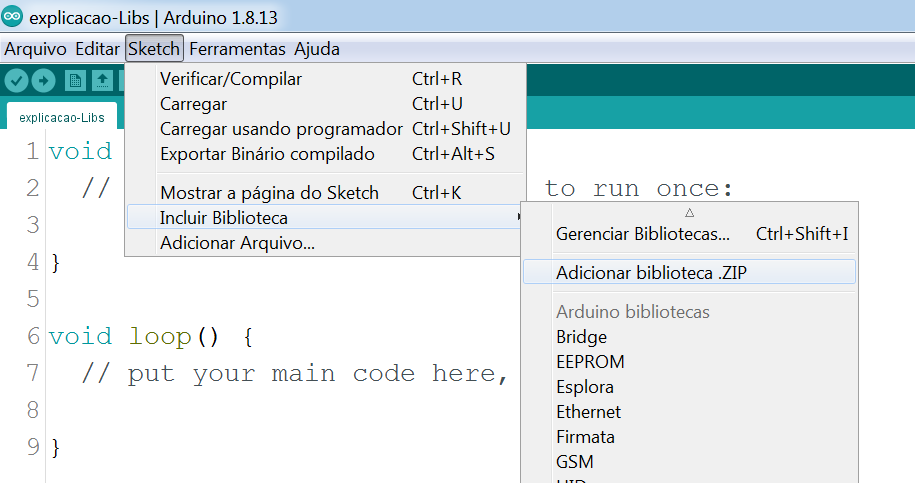 explicacao-Libs | Arduino 1.8.13
Arquivo Editar Sketch Ferramentas Ajuda
explicacao-Libs
Verificar/Compilar Ctrl+R
Carregar Ctrl+U
Carregar usando programador Ctrl+Shift+U
Exportar Binário compilado Ctrl+Alt+S
Mostrar a página do Sketch Ctrl+K
Incluir Biblioteca
Adicionar Arquivo...
Gerenciar Bibliotecas... Ctrl+Shift+I
Adicionar biblioteca .ZIP
Arduino bibliotecas
Bridge
EEPROM
Esplora
Ethernet
Firmata
GSM
1 void
2 // to run once:
3
4 }
5
6 void loop() {
7 // put your main code here,
8
9 }